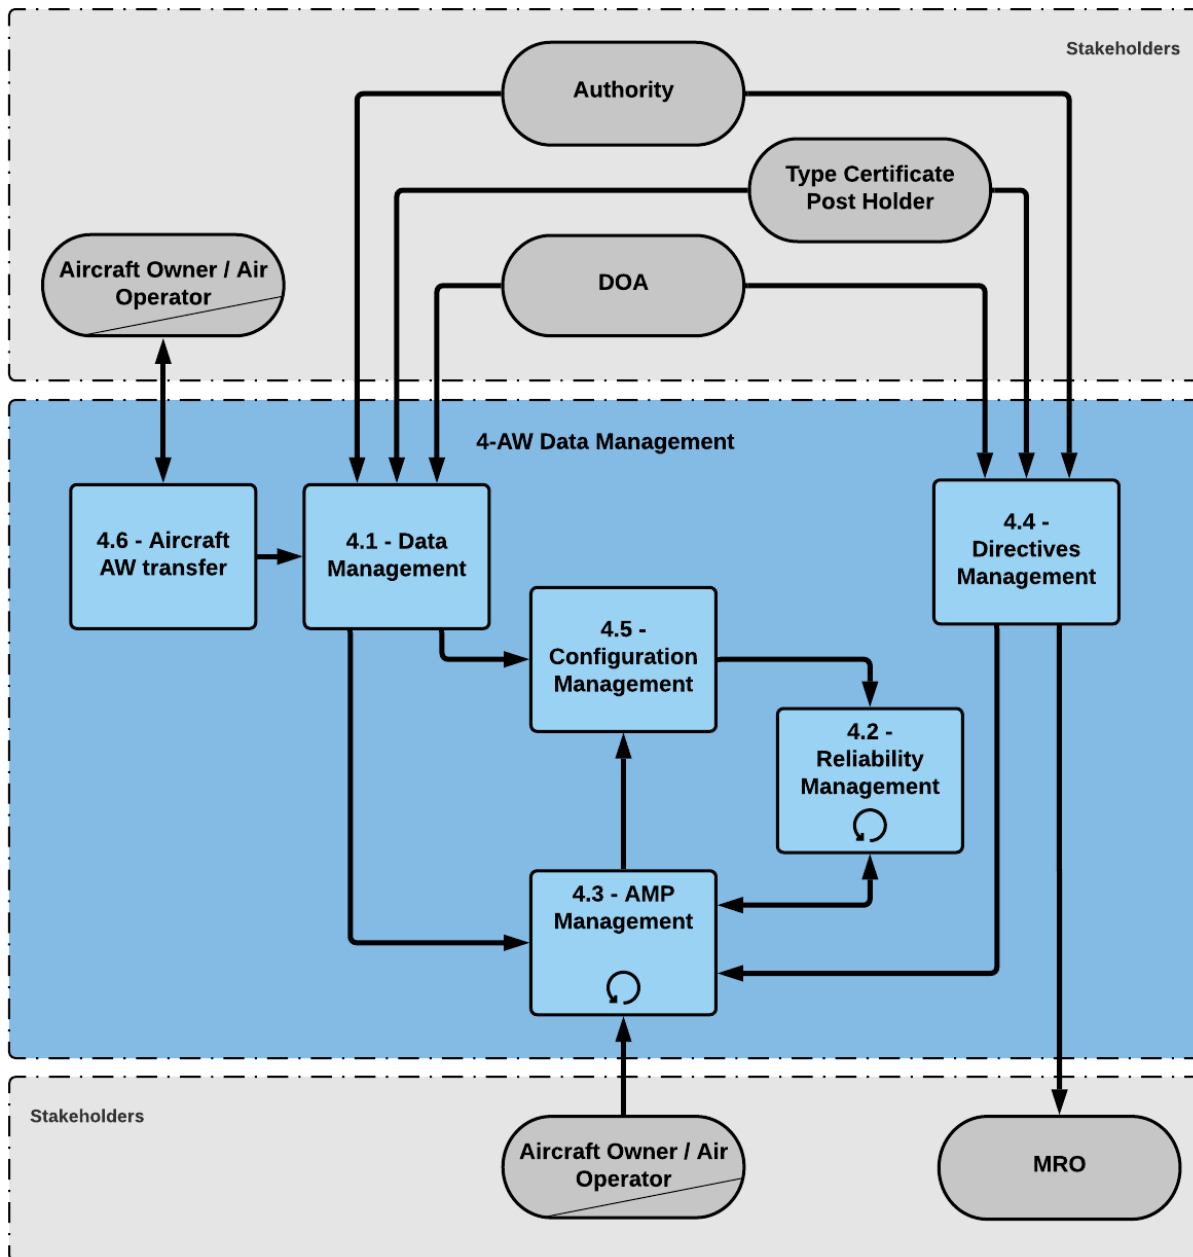 Stakeholders
Authority
Type Certificate
Post Holder
Aircraft Owner / Air
Operator
DOA
4-AW Data Management
4.6 - Aircraft
AW transfer
4.1 - Data
Management
4.4 -
Directives
Management
4.5 -
Configuration
Management
4.2 -
Reliability
Management
4.3 - AMP
Management
Stakeholders
Aircraft Owner / Air
Operator
MRO